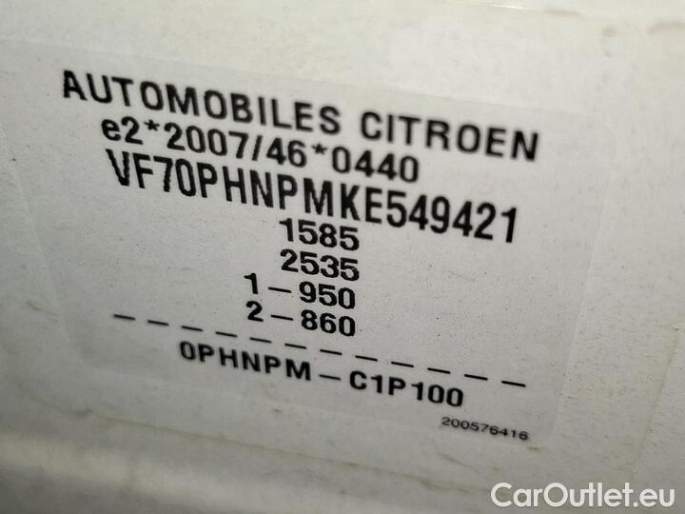 AUTOMOBILES CITROEN
e2*2007/46*0440
VF70PHNPMKE549421
1585
2535
1-950
2-860
0PHNPM-C1P100
200576416
CarOutlet.eu